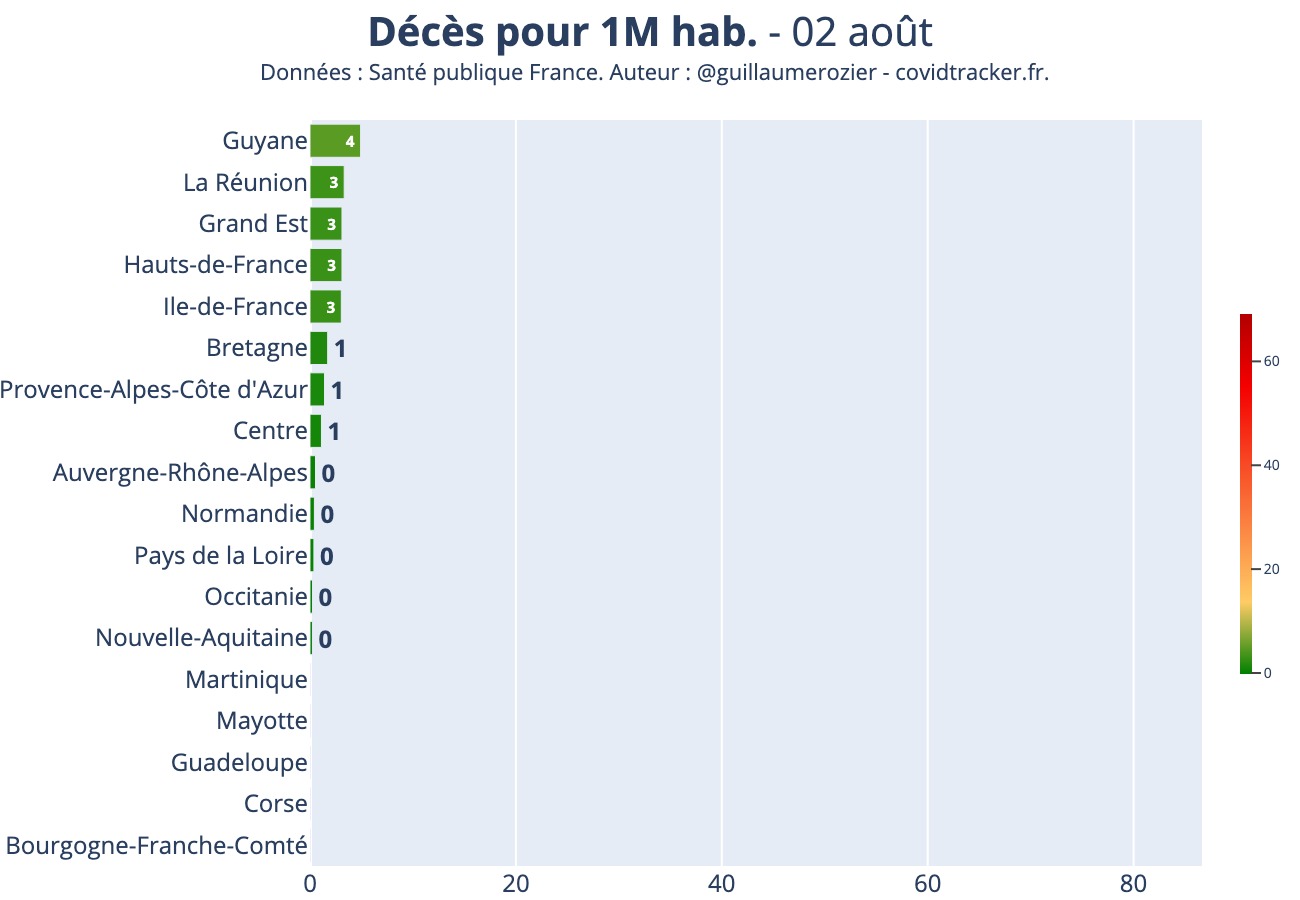 Décès pour 1M hab. - 02 août
Données : Santé publique France. Auteur : @guillaumerozier - covidtracker.fr.
Guyane 4
La Réunion 3
Grand Est 3
Hauts-de-France 3
Ile-de-France 3
Bretagne 1
Provence-Alpes-Côte d'Azur 1
Centre 1
Auvergne-Rhône-Alpes 0
Normandie 0
Pays de la Loire 0
Occitanie 0
Nouvelle-Aquitaine 0
Martinique
Mayotte
Guadeloupe
Corse
Bourgogne-Franche-Comté
0 20 40 60 80
60
40
20
0